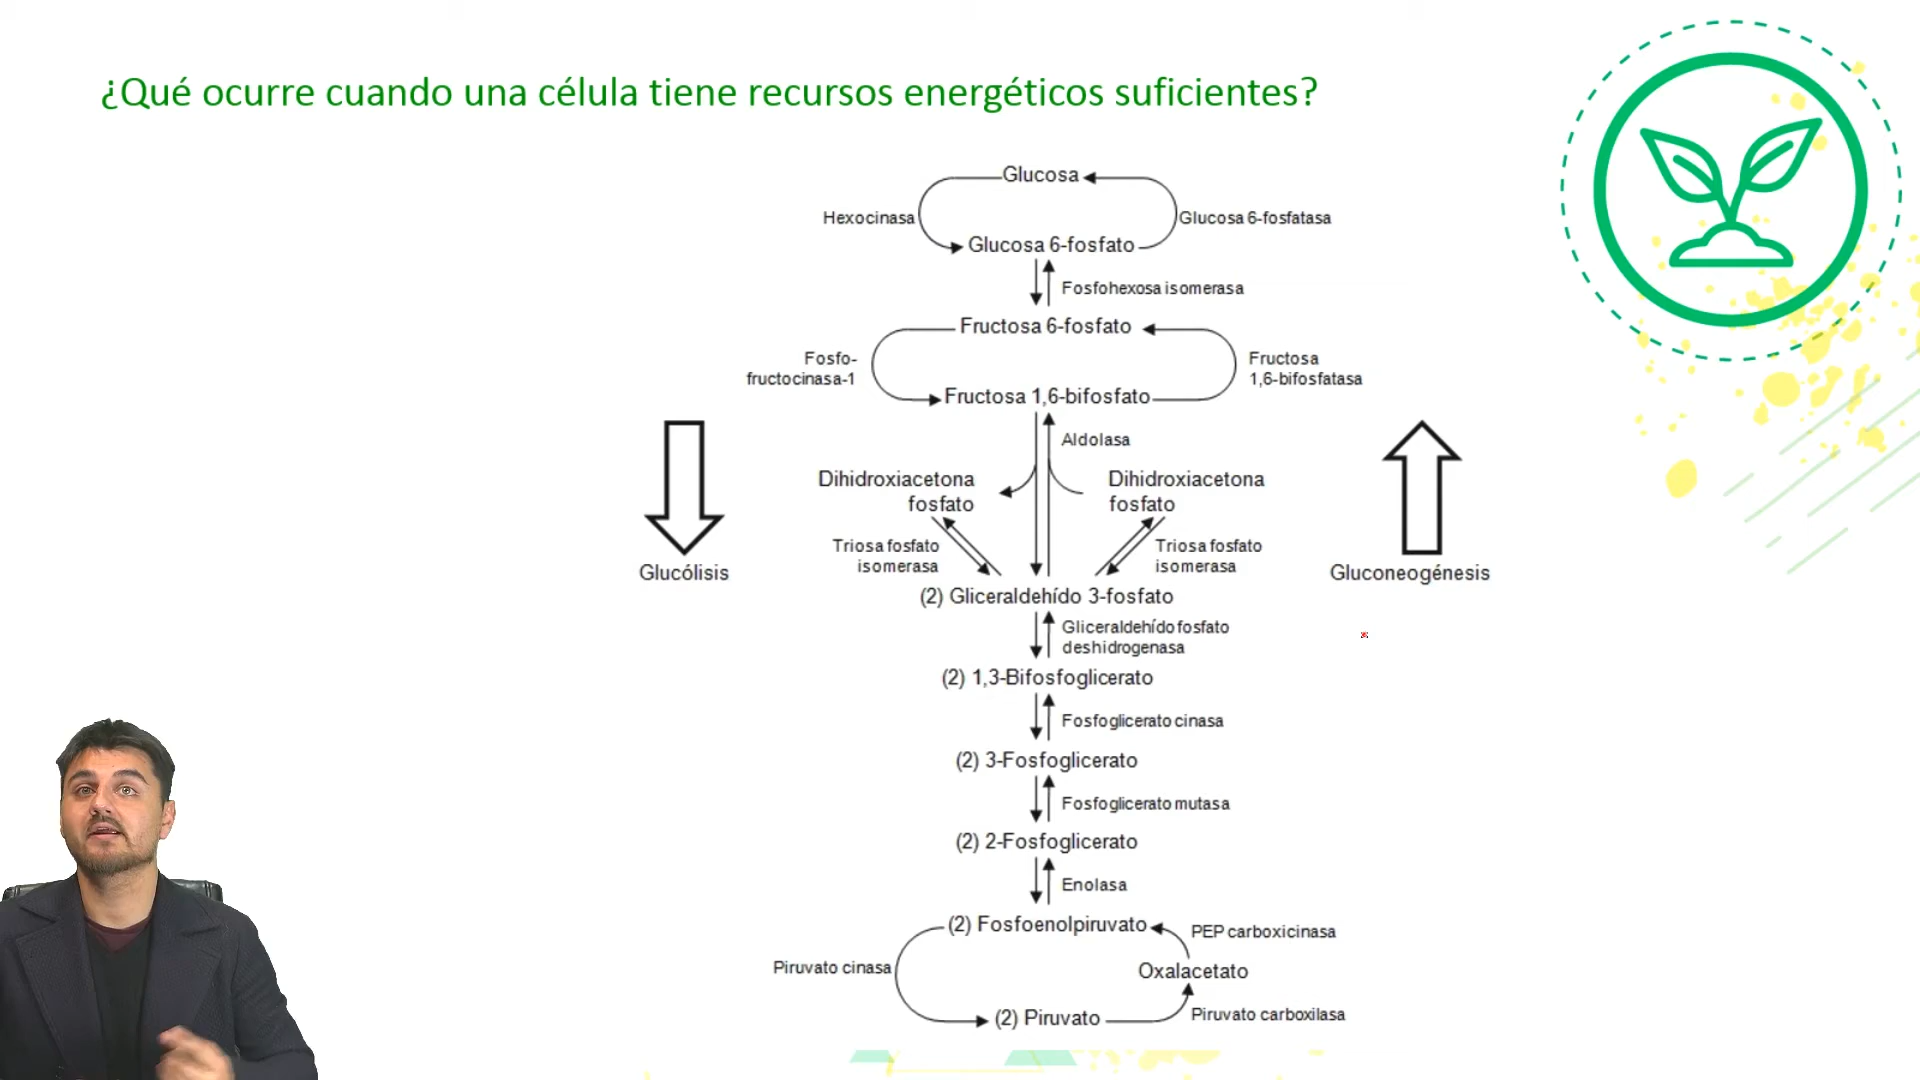 ¿Qué ocurre cuando una célula tiene recursos energéticos suficientes?
Glucosa
Hexocinasa
Glucosa 6-fosfatasa
Glucosa 6-fosfato
Fosfohexosa isomerasa
Fructosa 6-fosfato
Fosfo-
fructocinasa-1
Fructosa
1,6-bifosfatasa
Fructosa 1,6-bifosfato
Aldolasa
Dihidroxiacetona
fosfato
Dihidroxiacetona
fosfato
Triosa fosfato
isomerasa
Triosa fosfato
isomerasa
Glucólisis
Gluconeogénesis
(2) Gliceraldehído 3-fosfato
Gliceraldehído fosfato
deshidrogenasa
(2) 1,3-Bifosfoglicerato
Fosfoglicerato cinasa
(2) 3-Fosfoglicerato
Fosfoglicerato mutasa
(2) 2-Fosfoglicerato
Enolasa
(2) Fosfoenolpiruvato
PEP carboxicinasa
Piruvato cinasa
Oxalacetato
(2) Piruvato
Piruvato carboxilasa